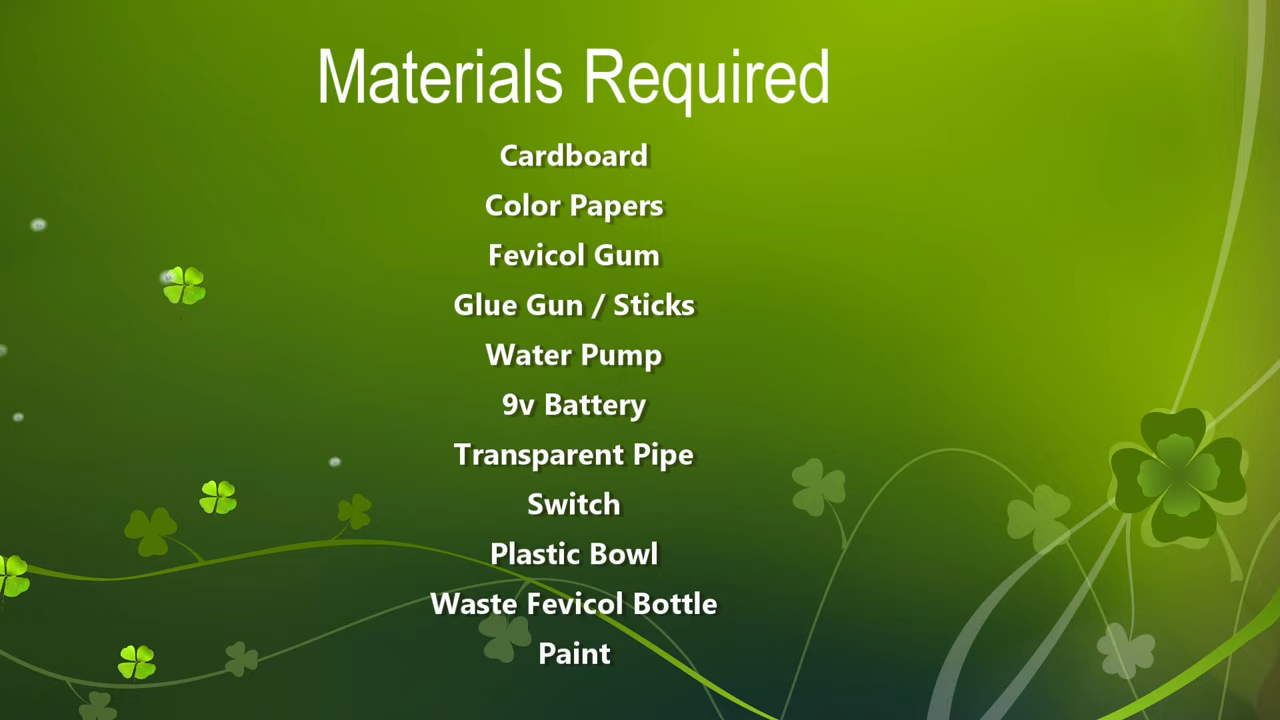 Materials Required
Cardboard
Color Papers
Fevicol Gum
Glue Gun / Sticks
Water Pump
9v Battery
Transparent Pipe
Switch
Plastic Bowl
Waste Fevicol Bottle
Paint